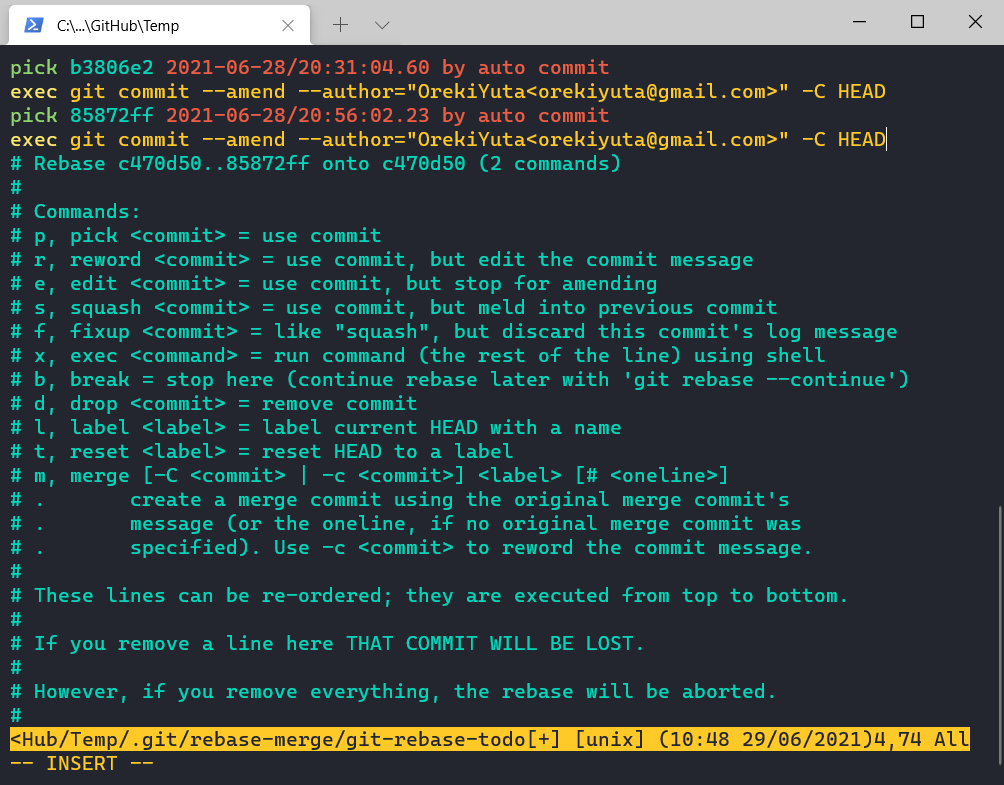 C:\...\GitHub\Temp
pick b3806e2 2021-06-28/20:31:04.60 by auto commit
exec git commit --amend --author="OrekiYuta<orekiyuta@gmail.com>" -C HEAD
pick 85872ff 2021-06-28/20:56:02.23 by auto commit
exec git commit --amend --author="OrekiYuta<orekiyuta@gmail.com>" -C HEAD
# Rebase c470d50..85872ff onto c470d50 (2 commands)
#
# Commands:
# p, pick <commit> = use commit
# r, reword <commit> = use commit, but edit the commit message
# e, edit <commit> = use commit, but stop for amending
# s, squash <commit> = use commit, but meld into previous commit
# f, fixup <commit> = like "squash", but discard this commit's log message
# x, exec <command> = run command (the rest of the line) using shell
# b, break = stop here (continue rebase later with 'git rebase --continue')
# d, drop <commit> = remove commit
# l, label <label> = label current HEAD with a name
# t, reset <label> = reset HEAD to a label
# m, merge [-C <commit> | -c <commit>] <label> [# <oneline>]
# .       create a merge commit using the original merge commit's
# .       message (or the oneline, if no original merge commit was
# .       specified). Use -c <commit> to reword the commit message.
#
# These lines can be re-ordered; they are executed from top to bottom.
#
# If you remove a line here THAT COMMIT WILL BE LOST.
#
# However, if you remove everything, the rebase will be aborted.
#
<Hub/Temp/.git/rebase-merge/git-rebase-todo[+] [unix] (10:48 29/06/2021)4,74 All
-- INSERT --